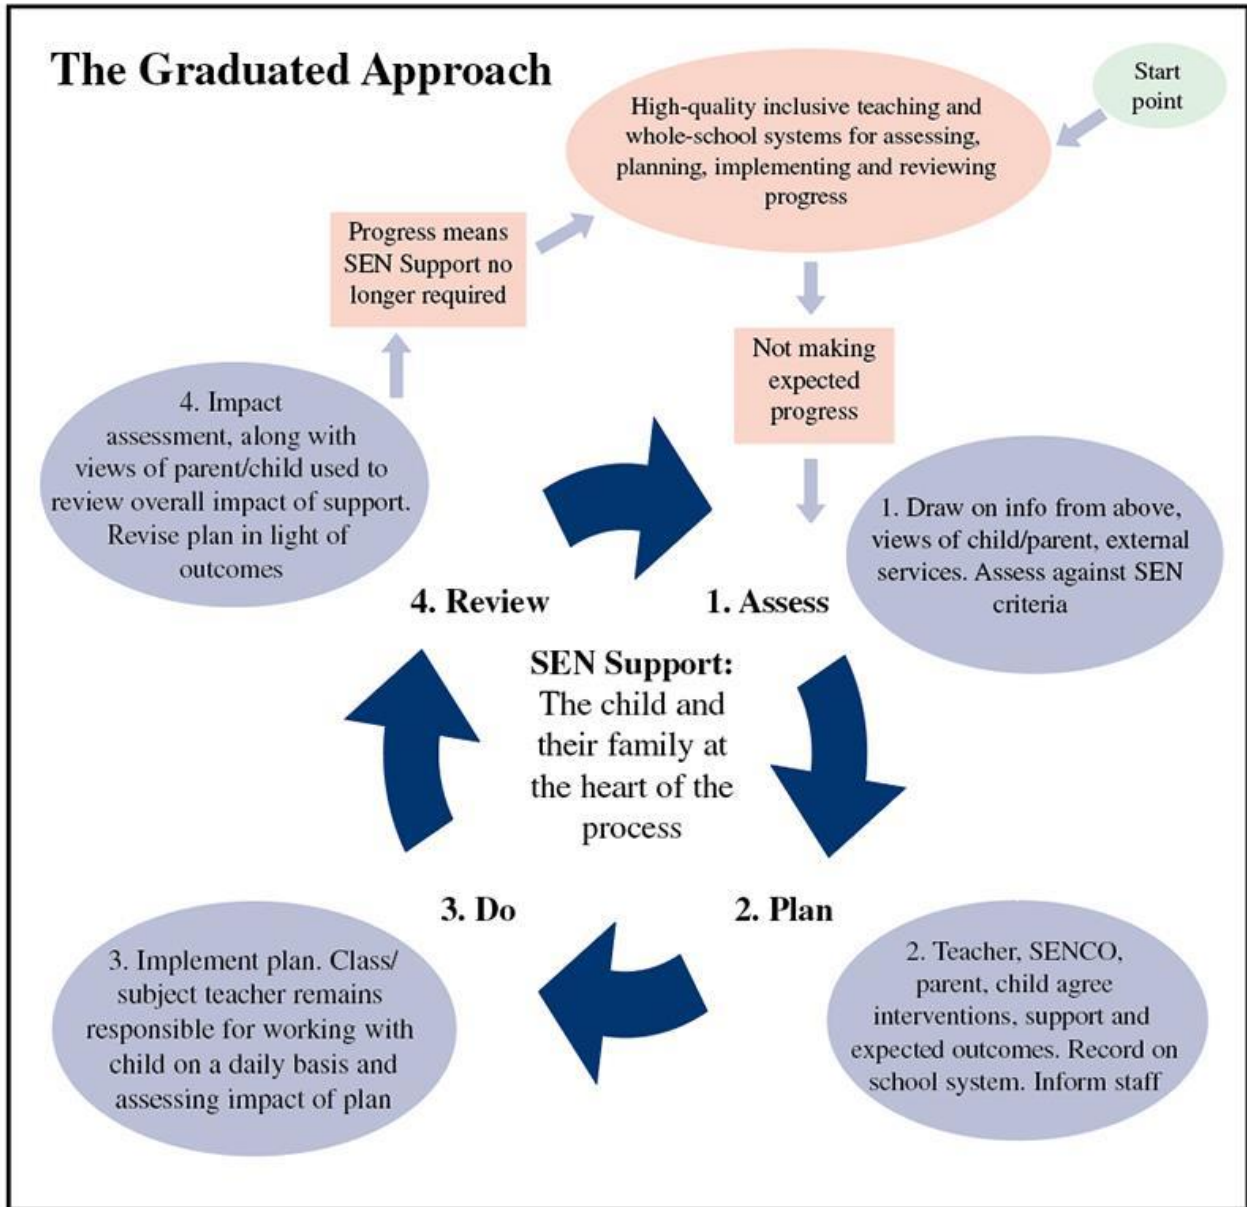 The Graduated Approach
Start
point
High-quality inclusive teaching and
whole-school systems for assessing,
planning, implementing and reviewing
progress
Progress means
SEN Support no
longer required
Not making
expected
progress
4. Impact
assessment, along with
views of parent/child used to
review overall impact of support.
Revise plan in light of
outcomes
1. Draw on info from above,
views of child/parent, external
services. Assess against SEN
criteria
4. Review
1. Assess
SEN Support:
The child and
their family at
the heart of the
process
3. Do
2. Plan
3. Implement plan. Class/
subject teacher remains
responsible for working with
child on a daily basis and
assessing impact of plan
2. Teacher, SENCO,
parent, child agree
interventions, support and
expected outcomes. Record on
school system. Inform staff